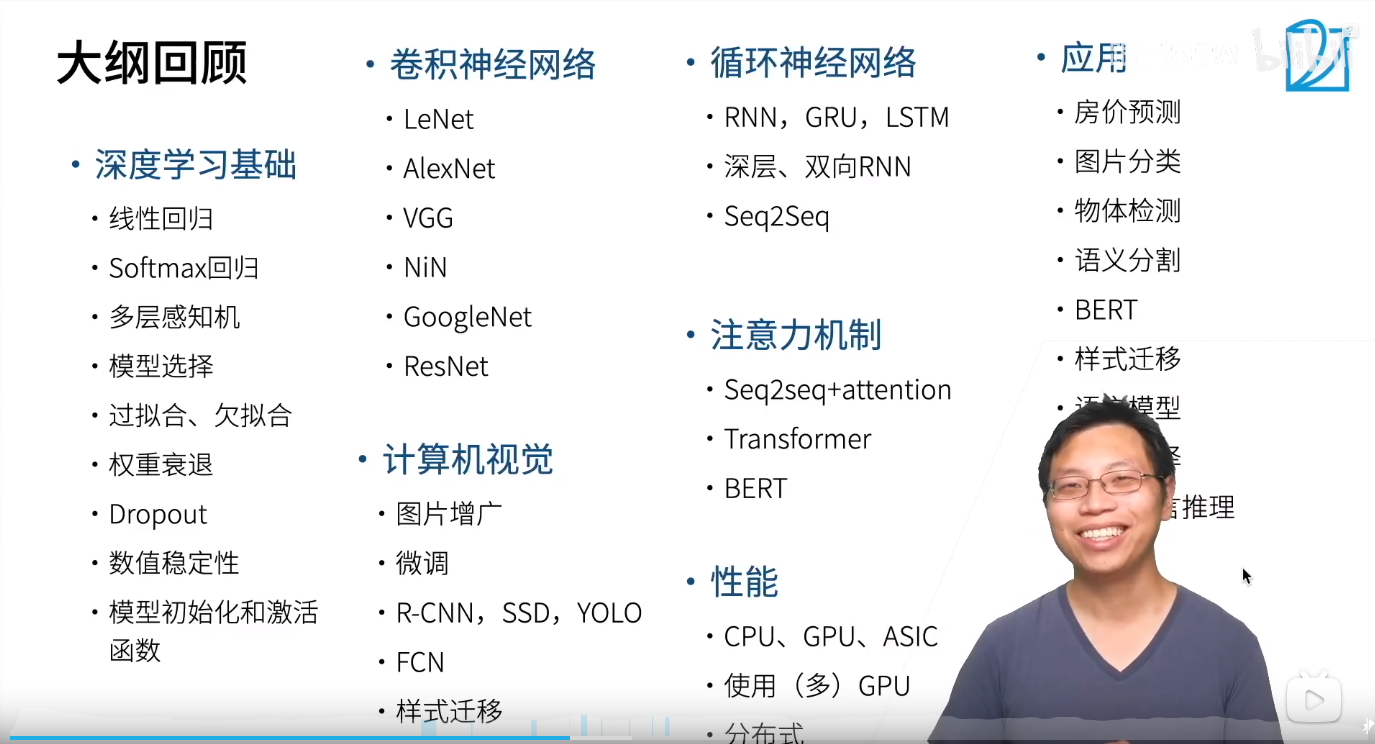 大纲回顾
• 深度学习基础
• 线性回归
• Softmax回归
• 多层感知机
• 模型选择
• 过拟合、欠拟合
• 权重衰退
• Dropout
• 数值稳定性
• 模型初始化和激活
函数
• 卷积神经网络
• LeNet
• AlexNet
• VGG
• NiN
• GoogleNet
• ResNet
• 计算机视觉
• 图片增广
• 微调
• R-CNN，SSD，YOLO
• FCN
• 样式迁移
• 循环神经网络
• RNN，GRU，LSTM
• 深层、双向RNN
• Seq2Seq
• 注意力机制
• Seq2seq+attention
• Transformer
• BERT
• 性能
• CPU、GPU、ASIC
• 使用（多）GPU
• 分布式
• 应用
• 房价预测
• 图片分类
• 物体检测
• 语义分割
• BERT
• 样式迁移
• 语言模型
言推理
bilibili